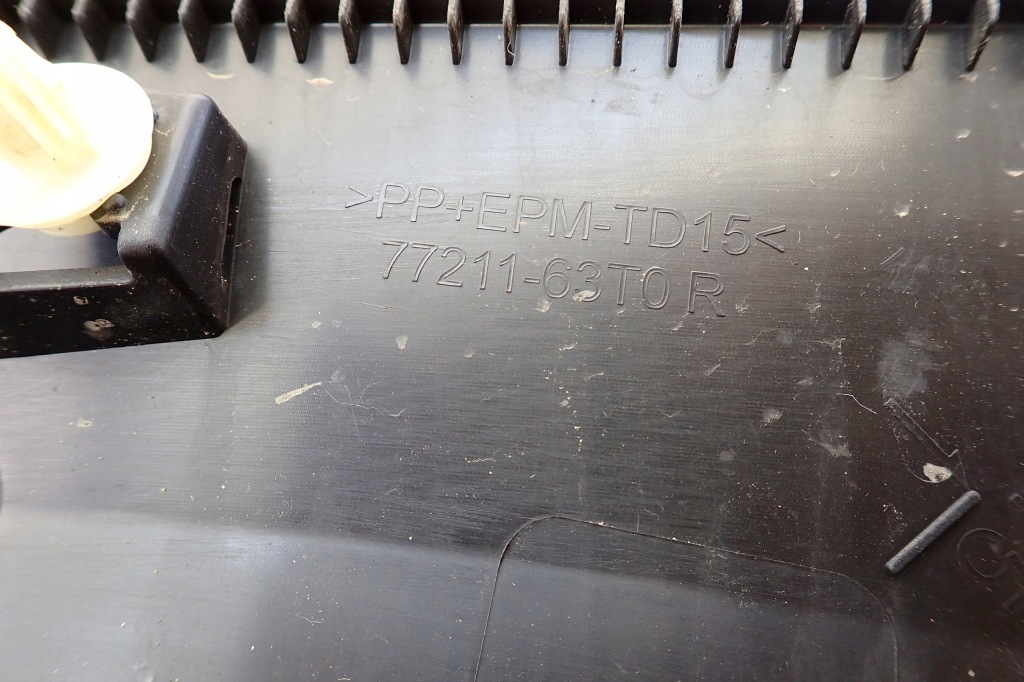 >PP+EPM-TD15<
77211-63T0 R